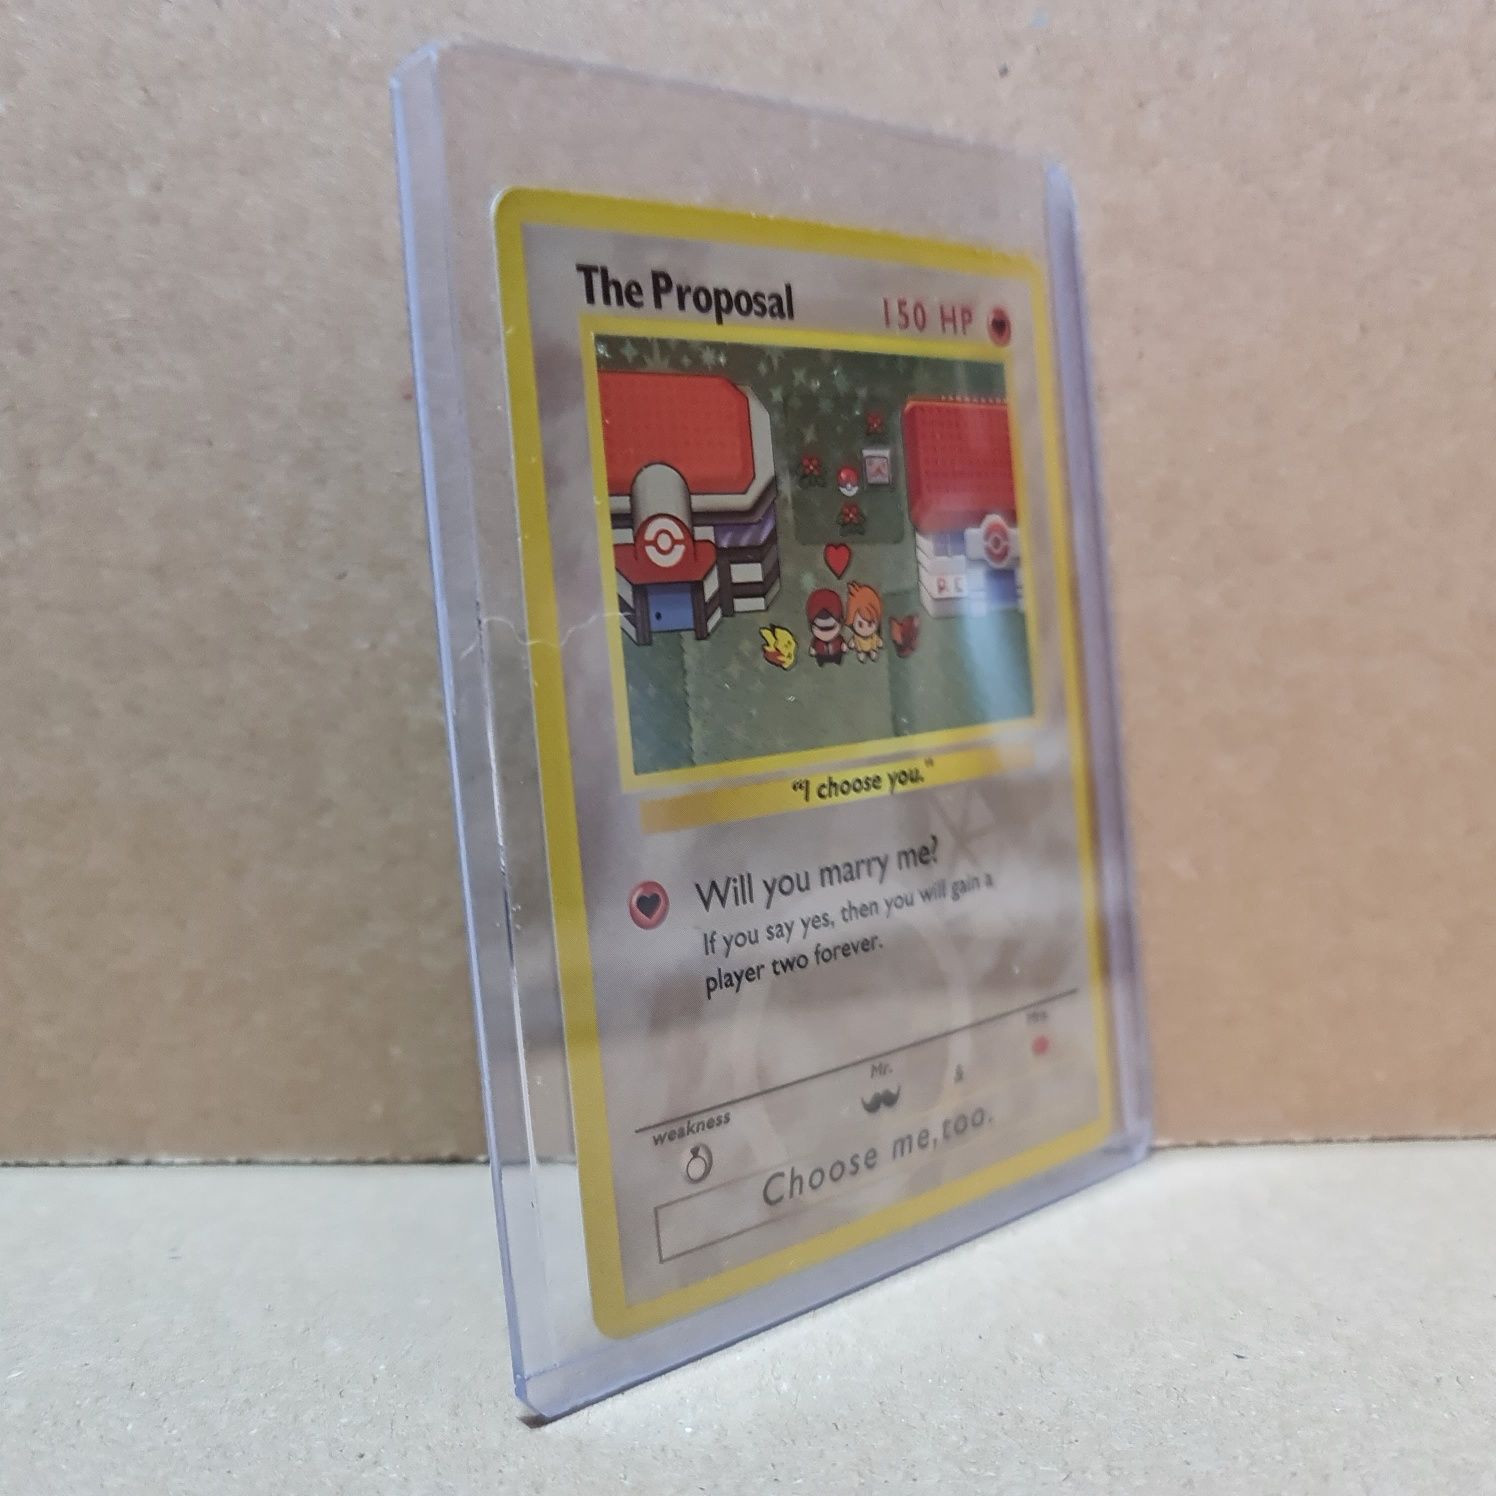 The Proposal
150 HP
P.C
“I choose you.”
Will you marry me?
If you say yes, then you will gain a
player two forever.
weakness
Mr.
&
Mrs.
Choose me,too.